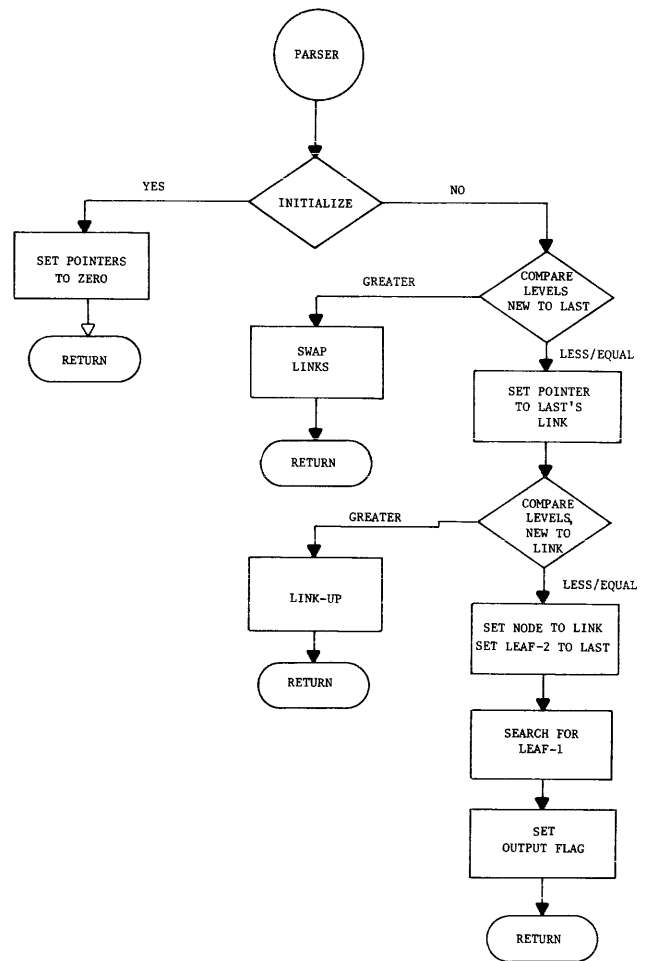 PARSER
YES
INITIALIZE
NO
SET POINTERS
TO ZERO
RETURN
COMPARE
LEVELS
NEW TO LAST
GREATER
SWAP
LINKS
RETURN
LESS/EQUAL
SET POINTER
TO LAST'S
LINK
COMPARE
LEVELS,
NEW TO
LINK
GREATER
LINK-UP
RETURN
LESS/EQUAL
SET NODE TO LINK
SET LEAF-2 TO LAST
SEARCH FOR
LEAF-1
SET
OUTPUT FLAG
RETURN